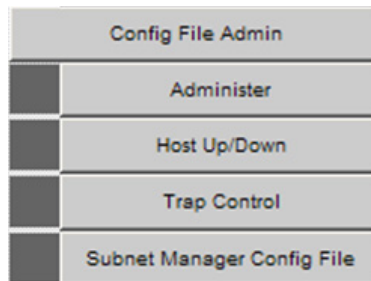 Config File Admin
Administer
Host Up/Down
Trap Control
Subnet Manager Config File